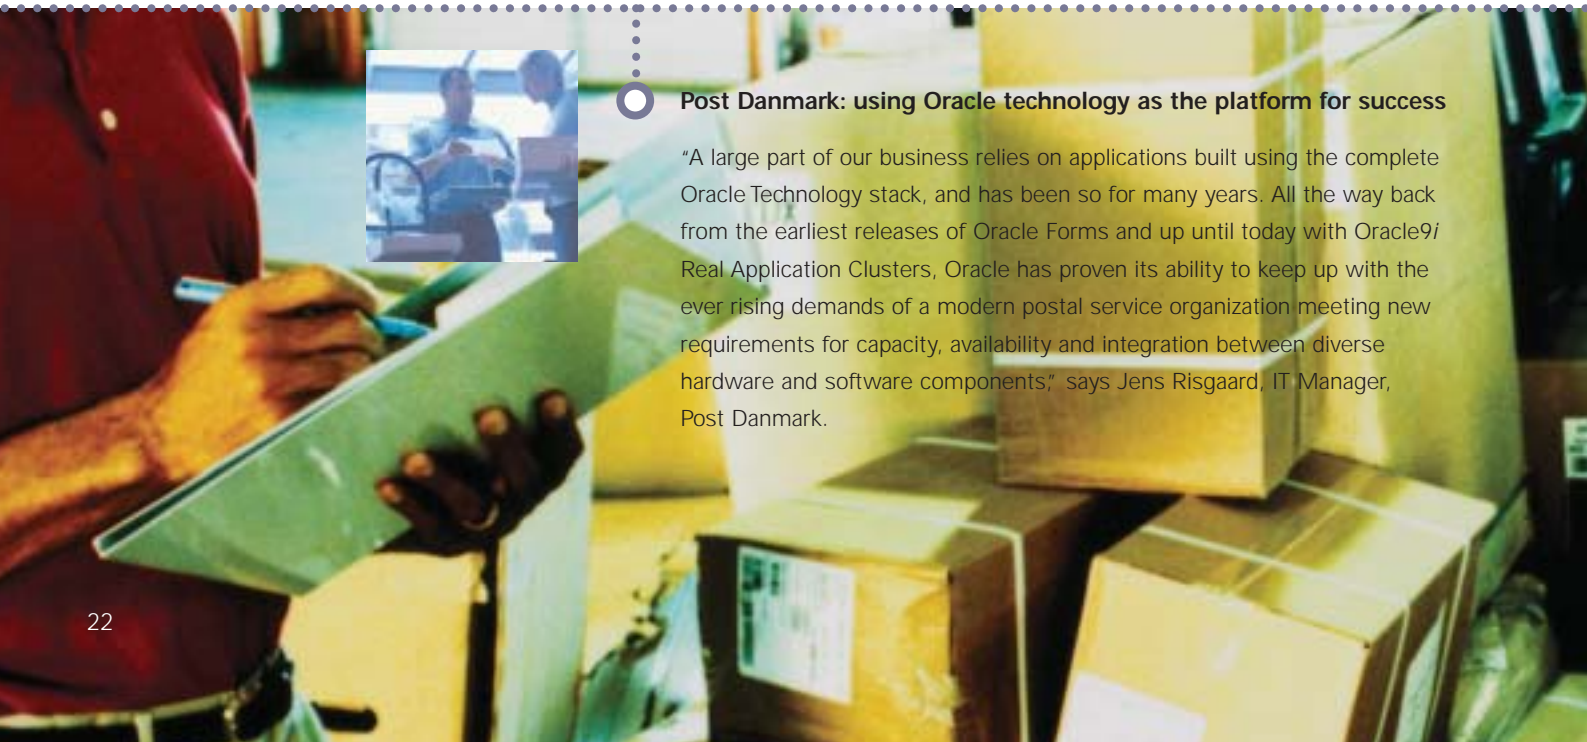 Post Danmark: using Oracle technology as the platform for success
“A large part of our business relies on applications built using the complete
Oracle Technology stack, and has been so for many years. All the way back
from the earliest releases of Oracle Forms and up until today with Oracle9i
Real Application Clusters, Oracle has proven its ability to keep up with the
ever rising demands of a modern postal service organization meeting new
requirements for capacity, availability and integration between diverse
hardware and software components,” says Jens Risgaard, IT Manager,
Post Danmark.
22